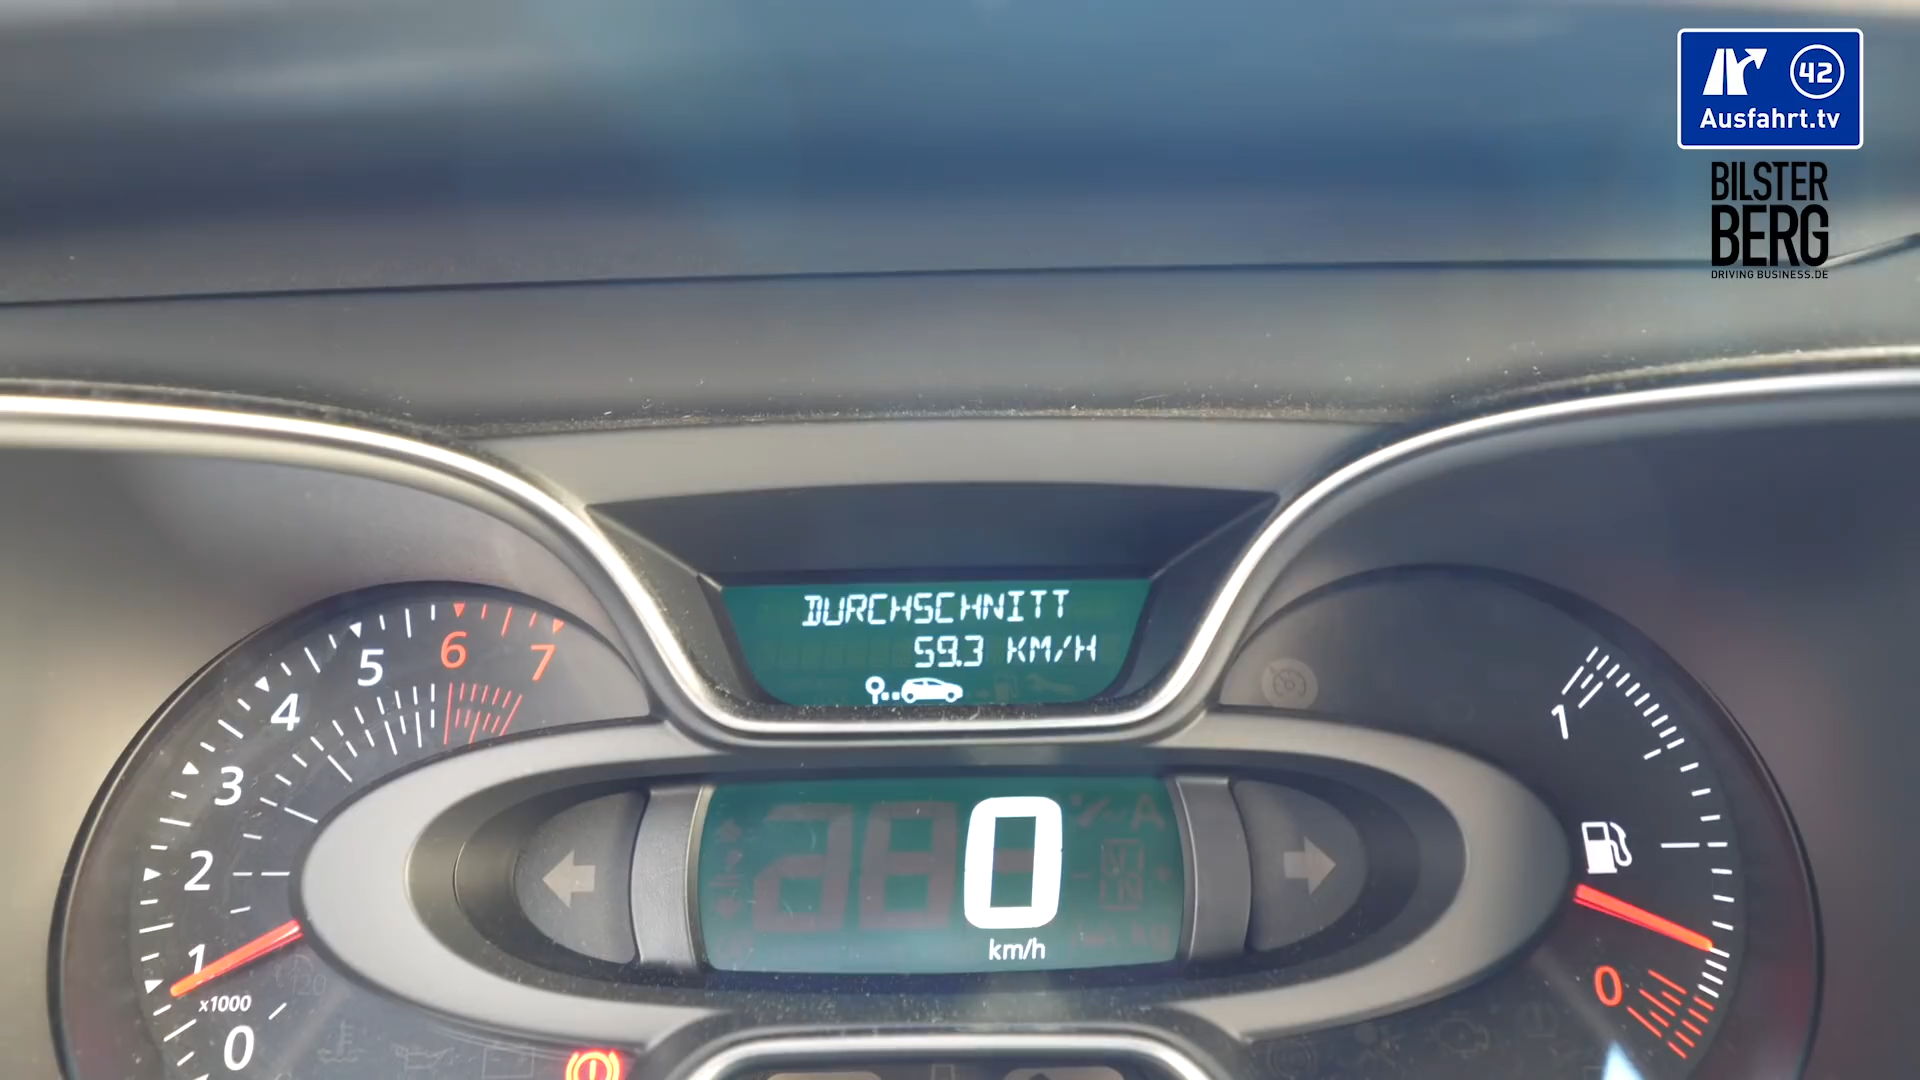 42
Ausfahrt.tv
BILSTER
BERG
DRIVING BUSINESS.DE
DURCHSCHNITT
59.3 KM/H
0
1
2
3
4
5
6
7
x1000
0
km/h
1
0